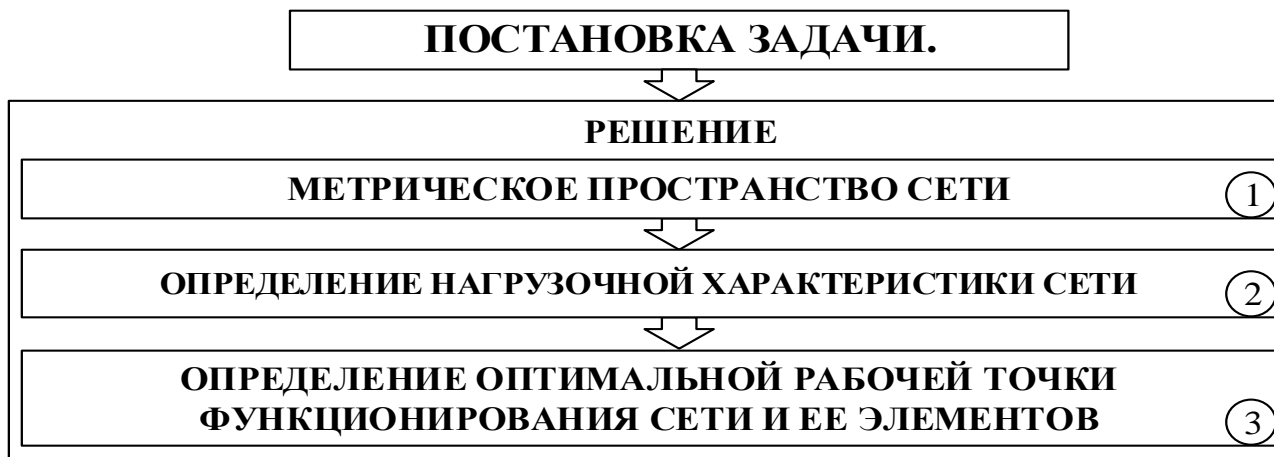 ПОСТАНОВКА ЗАДАЧИ.
РЕШЕНИЕ
МЕТРИЧЕСКОЕ ПРОСТРАНСТВО СЕТИ
1
ОПРЕДЕЛЕНИЕ НАГРУЗОЧНОЙ ХАРАКТЕРИСТИКИ СЕТИ
2
ОПРЕДЕЛЕНИЕ ОПТИМАЛЬНОЙ РАБОЧЕЙ ТОЧКИ
ФУНКЦИОНИРОВАНИЯ СЕТИ И ЕЕ ЭЛЕМЕНТОВ
3